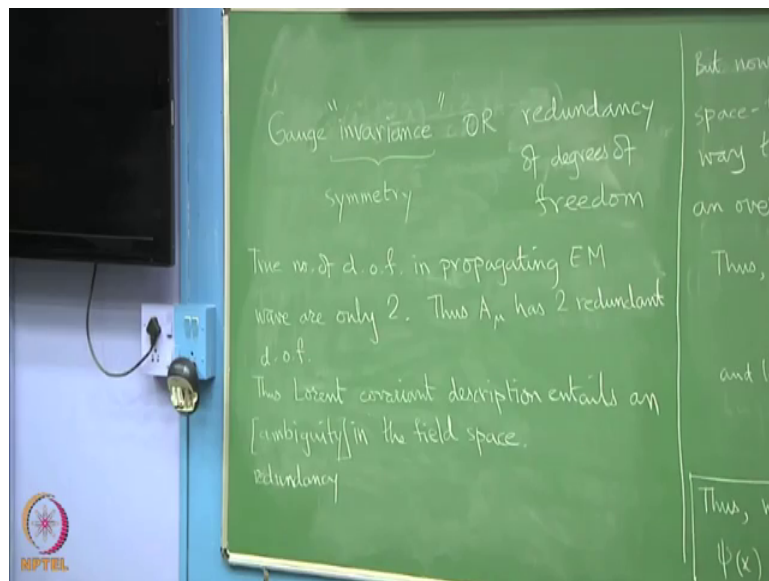 Gauge "invariance" OR redundancy
of degrees of
symmetry freedom
True no. of d.o.f. in propagating EM
wave are only 2. Thus Aμ has 2 redundant
d.o.f.
Thus Lorent covariant description entails an
[ambiguity] in the field space.
redundancy
But now
space-
way
an ove
Thus,
and
Thus, w
ψ(x)
NPTEL